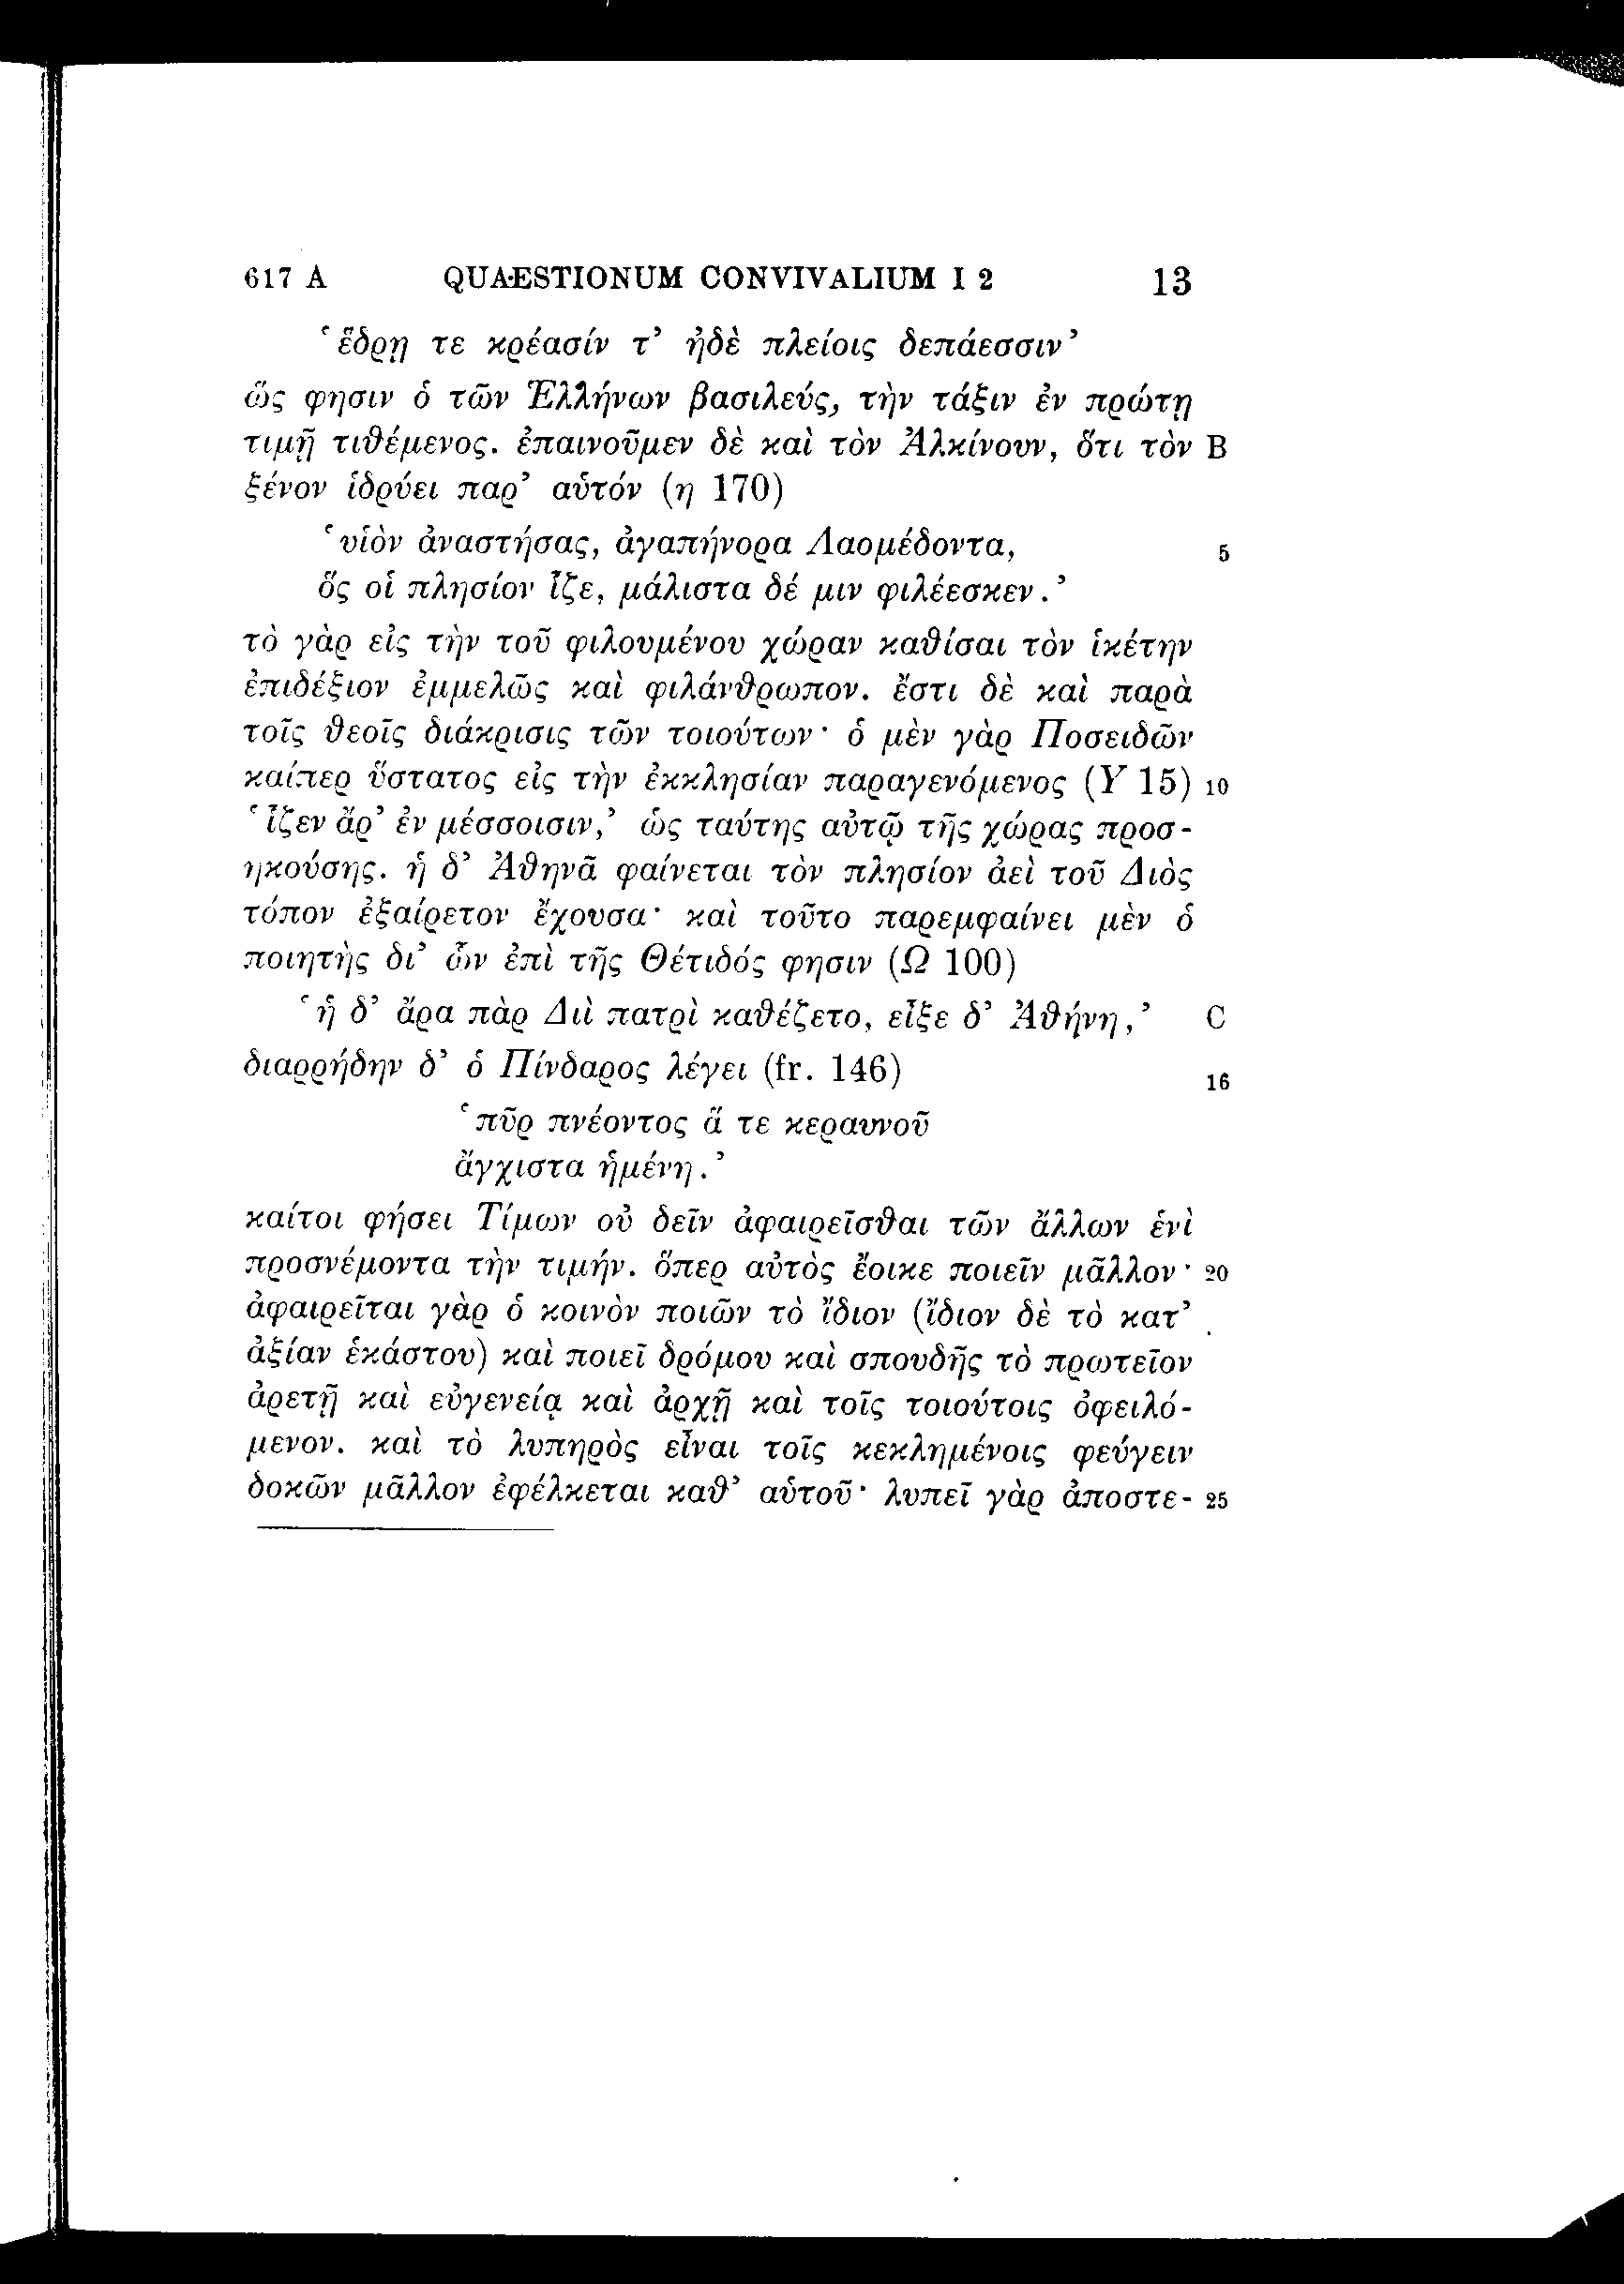 617 A QUAESTIONUM CONVIVALIUM I 2 13
‘ἕδρῃ τε κρέασίν τ’ ἠδὲ πλείοις δεπάεσσιν’
ὥς φησιν ὁ τῶν Ἑλλήνων βασιλεύς, τὴν τάξιν ἐν πρώτῃ
τιμῇ τιθέμενος. ἐπαινοῦμεν δὲ καὶ τὸν Ἀλκίνουν, ὅτι τὸν B
ξένον ἱδρύει παρ’ αὑτόν (η 170)
‘υἱὸν ἀναστήσας, ἀγαπήνορα Λαομέδοντα, 5
ὅς οἱ πλησίον ἷζε, μάλιστα δέ μιν φιλέεσκεν.’
τὸ γὰρ εἰς τὴν τοῦ φιλουμένου χώραν καθίσαι τὸν ἱκέτην
ἐπιδέξιον ἐμμελῶς καὶ φιλάνθρωπον. ἔστι δὲ καὶ παρὰ
τοῖς θεοῖς διάκρισις τῶν τοιούτων· ὁ μὲν γὰρ Ποσειδῶν
καίπερ ὕστατος εἰς τὴν ἐκκλησίαν παραγενόμενος (Υ 15) 10
‘ἷζεν ἄρ’ ἐν μέσσοισιν,’ ὡς ταύτης αὐτῷ τῆς χώρας προσ-
ηκούσης. ἡ δ’ Ἀθηνᾶ φαίνεται τὸν πλησίον ἀεὶ τοῦ Διὸς
τόπον ἐξαίρετον ἔχουσα· καὶ τοῦτο παρεμφαίνει μὲν ὁ
ποιητὴς δι’ ὧν ἐπὶ τῆς Θέτιδός φησιν (Ω 100)
‘ἡ δ’ ἄρα πὰρ Διὶ πατρὶ καθέζετο, εἶξε δ’ Ἀθήνη,’ C
διαρρήδην δ’ ὁ Πίνδαρος λέγει (fr. 146) 16
‘πῦρ πνέοντος ἅ τε κεραυνοῦ
ἄγχιστα ἡμένη.’
καίτοι φήσει Τίμων οὐ δεῖν ἀφαιρεῖσθαι τῶν ἄλλων ἑνὶ
προσνέμοντα τὴν τιμήν. ὅπερ αὐτὸς ἔοικε ποιεῖν μᾶλλον· 20
ἀφαιρεῖται γὰρ ὁ κοινὸν ποιῶν τὸ ἴδιον (ἴδιον δὲ τὸ κατ’
ἀξίαν ἑκάστου) καὶ ποιεῖ δρόμου καὶ σπουδῆς τὸ πρωτεῖον
ἀρετῇ καὶ εὐγενείᾳ καὶ ἀρχῇ καὶ τοῖς τοιούτοις ὀφειλό-
μενον. καὶ τὸ λυπηρὸς εἶναι τοῖς κεκλημένοις φεύγειν
δοκῶν μᾶλλον ἐφέλκεται καθ’ αὑτοῦ· λυπεῖ γὰρ ἀποστε- 25